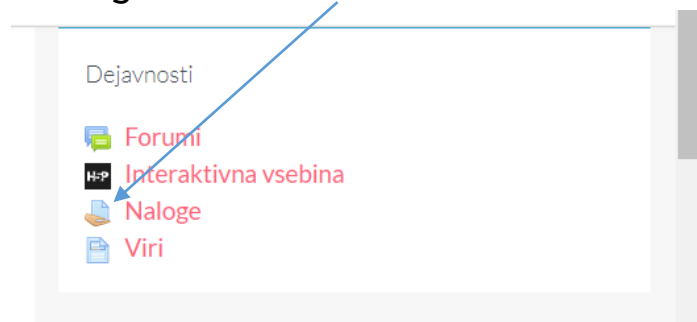 Dejavnosti
Forumi
H-P Interaktivna vsebina
Naloge
Viri